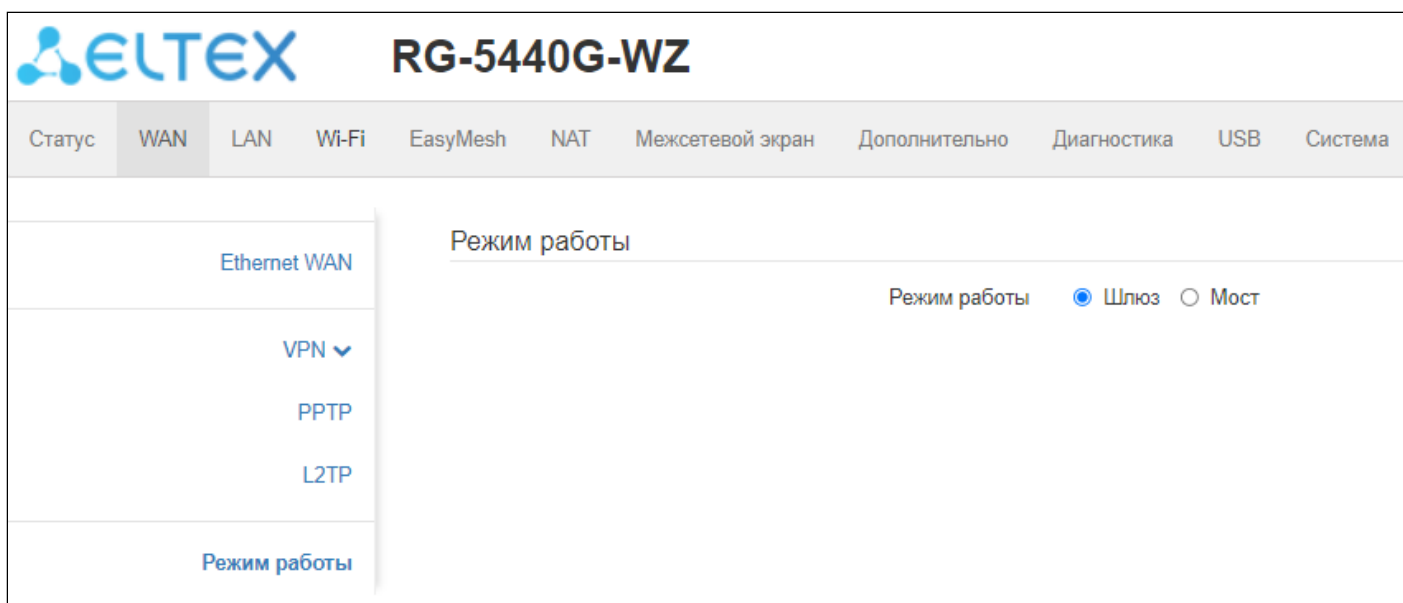 ELTEX RG-5440G-WZ
Статус WAN LAN Wi-Fi EasyMesh NAT Межсетевой экран Дополнительно Диагностика USB Система
Ethernet WAN
VPN
PPTP
L2TP
Режим работы
Режим работы
Режим работы Шлюз Мост